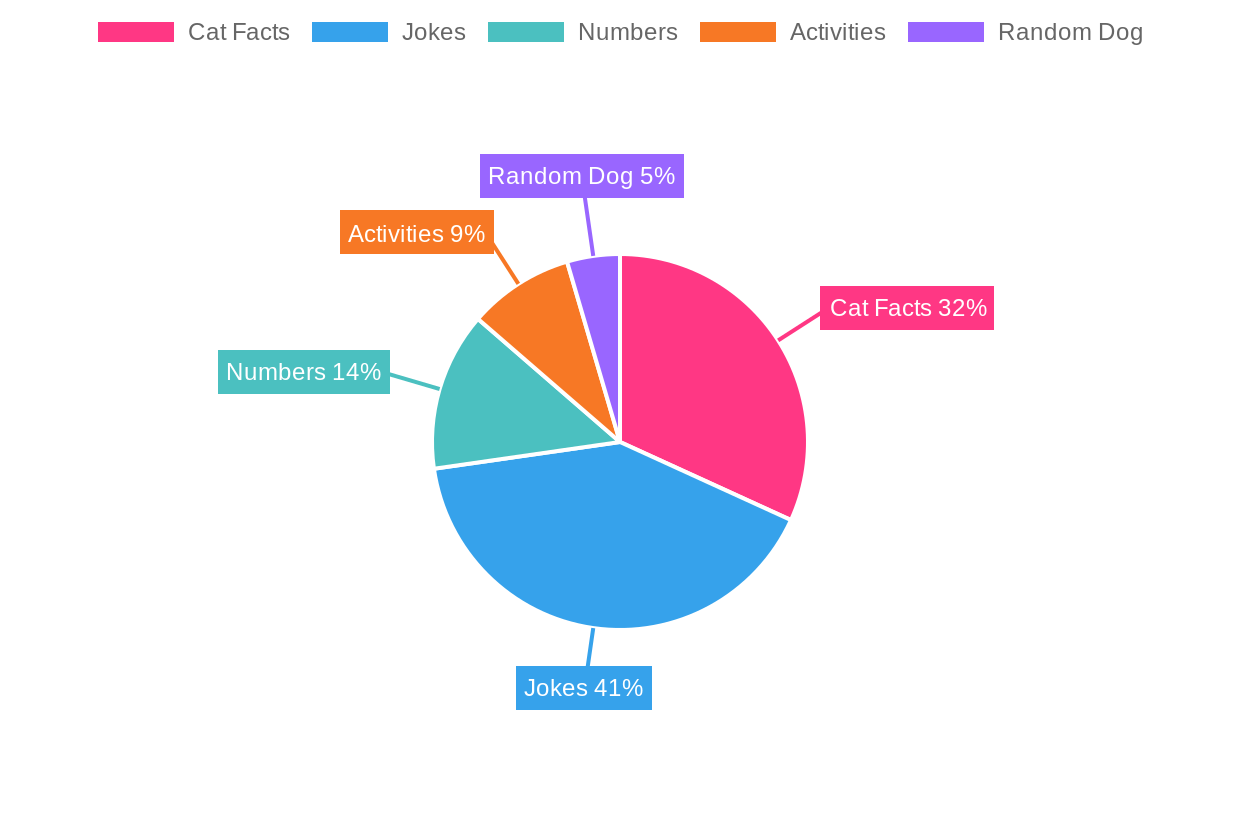 Cat Facts Jokes Numbers Activities Random Dog
Random Dog 5%
Activities 9%
Cat Facts 32%
Numbers 14%
Jokes 41%